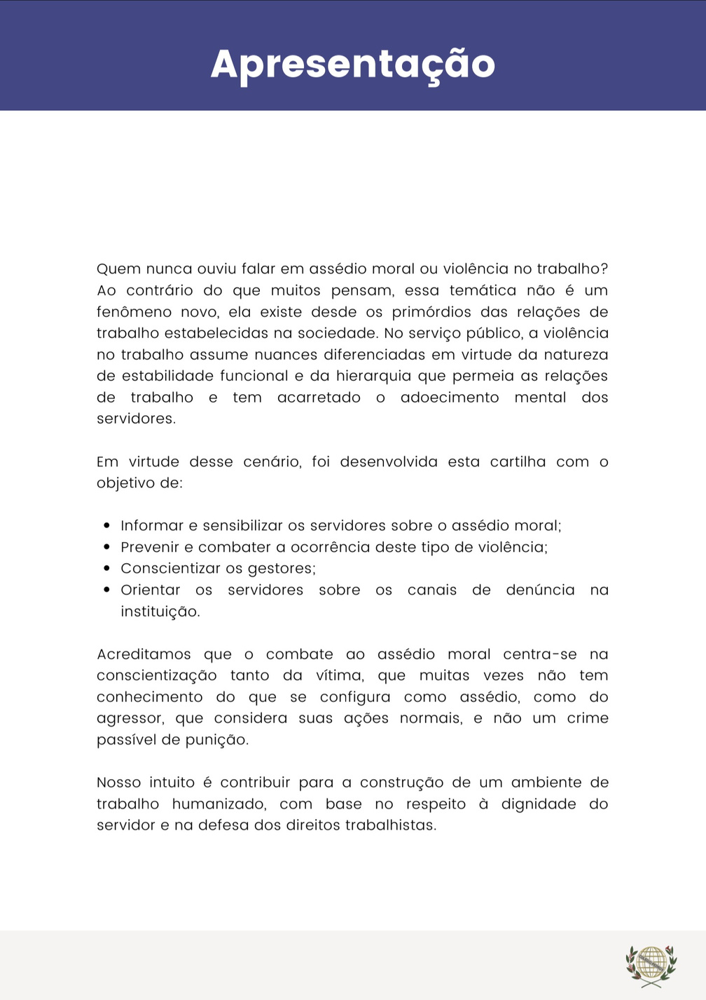 Apresentação
Quem nunca ouviu falar em assédio moral ou violência no trabalho?
Ao contrário do que muitos pensam, essa temática não é um
fenômeno novo, ela existe desde os primórdios das relações de
trabalho estabelecidas na sociedade. No serviço público, a violência
no trabalho assume nuances diferenciadas em virtude da natureza
de estabilidade funcional e da hierarquia que permeia as relações
de trabalho e tem acarretado o adoecimento mental dos
servidores.
Em virtude desse cenário, foi desenvolvida esta cartilha com o
objetivo de:
• Informar e sensibilizar os servidores sobre o assédio moral;
• Prevenir e combater a ocorrência deste tipo de violência;
• Conscientizar os gestores;
• Orientar os servidores sobre os canais de denúncia na
instituição.
Acreditamos que o combate ao assédio moral centra-se na
conscientização tanto da vítima, que muitas vezes não tem
conhecimento do que se configura como assédio, como do
agressor, que considera suas ações normais, e não um crime
passível de punição.
Nosso intuito é contribuir para a construção de um ambiente de
trabalho humanizado, com base no respeito à dignidade do
servidor e na defesa dos direitos trabalhistas.